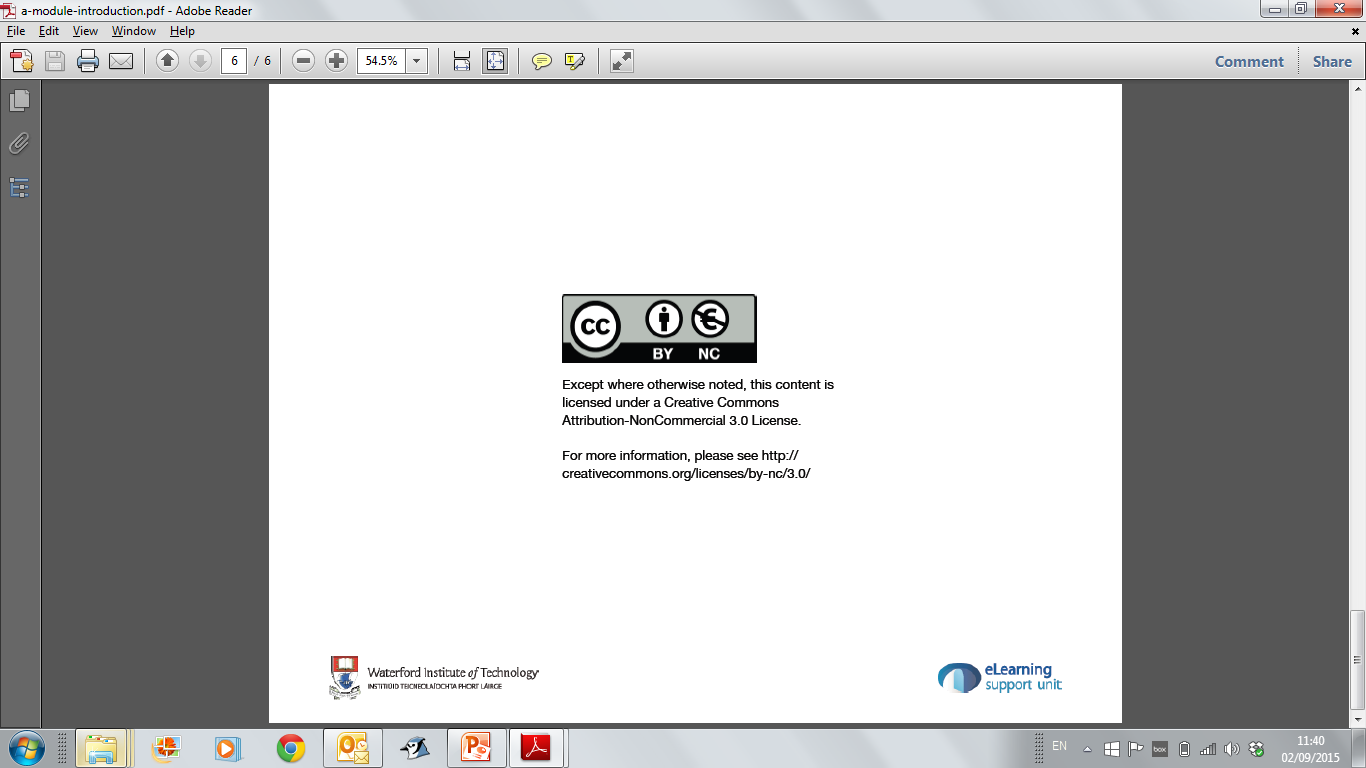 a-module-introduction.pdf - Adobe Reader
File Edit View Window Help
6 / 6 54.5% Comment Share
cc
BY NC
Except where otherwise noted, this content is
licensed under a Creative Commons
Attribution-NonCommercial 3.0 License.
For more information, please see http://
creativecommons.org/licenses/by-nc/3.0/
Waterford Institute of Technology
INSTITIÚID TEICNEOLAÍOCHTA PHORT LÁIRGE
eLearning
support unit
EN box 11:40
02/09/2015